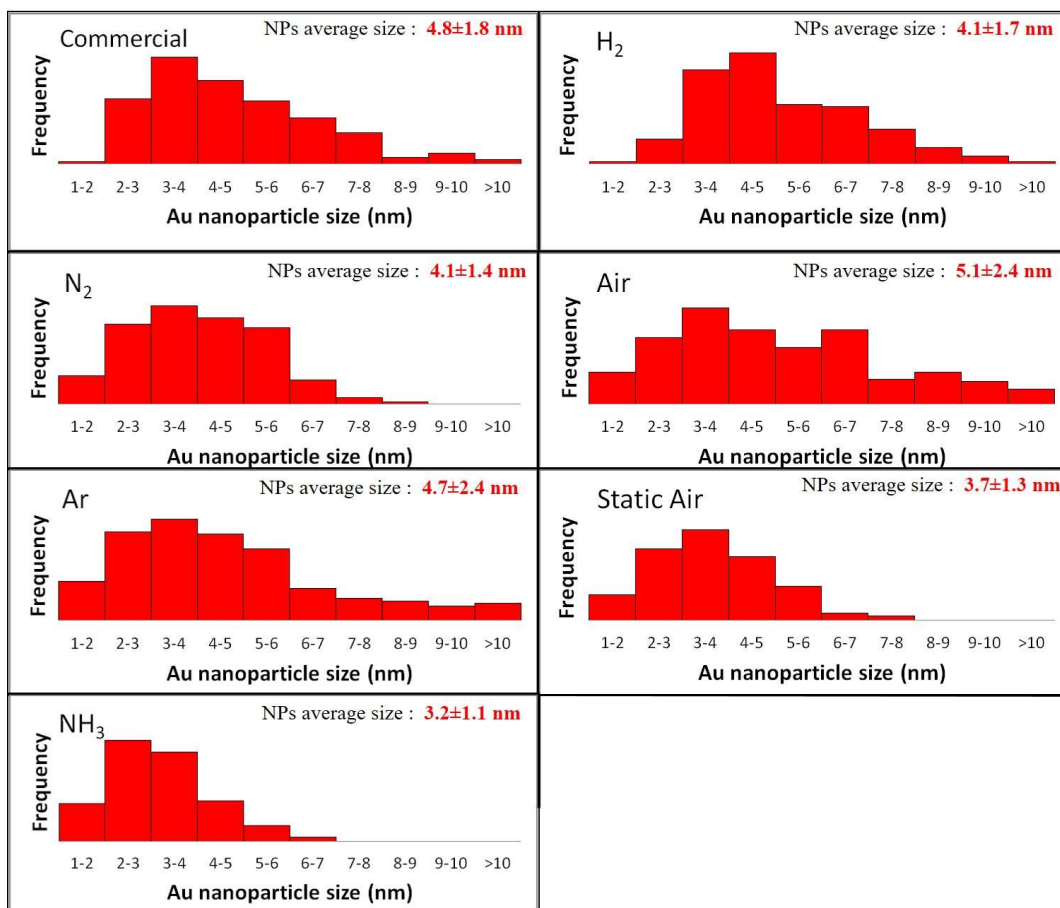 Commercial
NPs average size : 4.8±1.8 nm
Frequency
1-2 2-3 3-4 4-5 5-6 6-7 7-8 8-9 9-10 >10
Au nanoparticle size (nm)
H2
NPs average size : 4.1±1.7 nm
Frequency
1-2 2-3 3-4 4-5 5-6 6-7 7-8 8-9 9-10 >10
Au nanoparticle size (nm)
N2
NPs average size : 4.1±1.4 nm
Frequency
1-2 2-3 3-4 4-5 5-6 6-7 7-8 8-9 9-10 >10
Au nanoparticle size (nm)
Air
NPs average size : 5.1±2.4 nm
Frequency
1-2 2-3 3-4 4-5 5-6 6-7 7-8 8-9 9-10 >10
Au nanoparticle size (nm)
Ar
NPs average size : 4.7±2.4 nm
Frequency
1-2 2-3 3-4 4-5 5-6 6-7 7-8 8-9 9-10 >10
Au nanoparticle size (nm)
Static Air
NPs average size : 3.7±1.3 nm
Frequency
1-2 2-3 3-4 4-5 5-6 6-7 7-8 8-9 9-10 >10
Au nanoparticle size (nm)
NH3
NPs average size : 3.2±1.1 nm
Frequency
1-2 2-3 3-4 4-5 5-6 6-7 7-8 8-9 9-10 >10
Au nanoparticle size (nm)